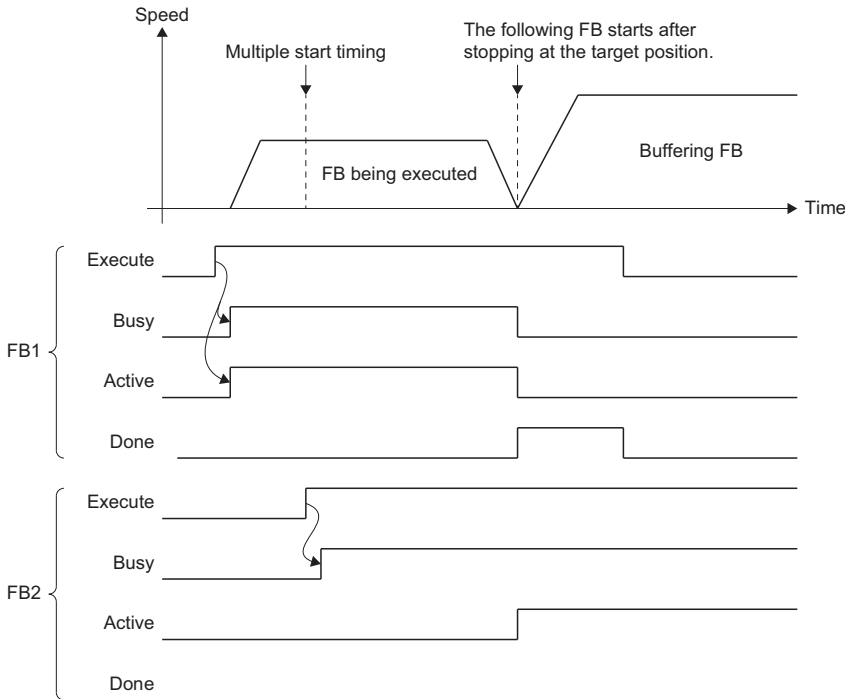 Speed
Multiple start timing
The following FB starts after
stopping at the target position.
FB being executed
Buffering FB
Time
FB1
Execute
Busy
Active
Done
FB2
Execute
Busy
Active
Done